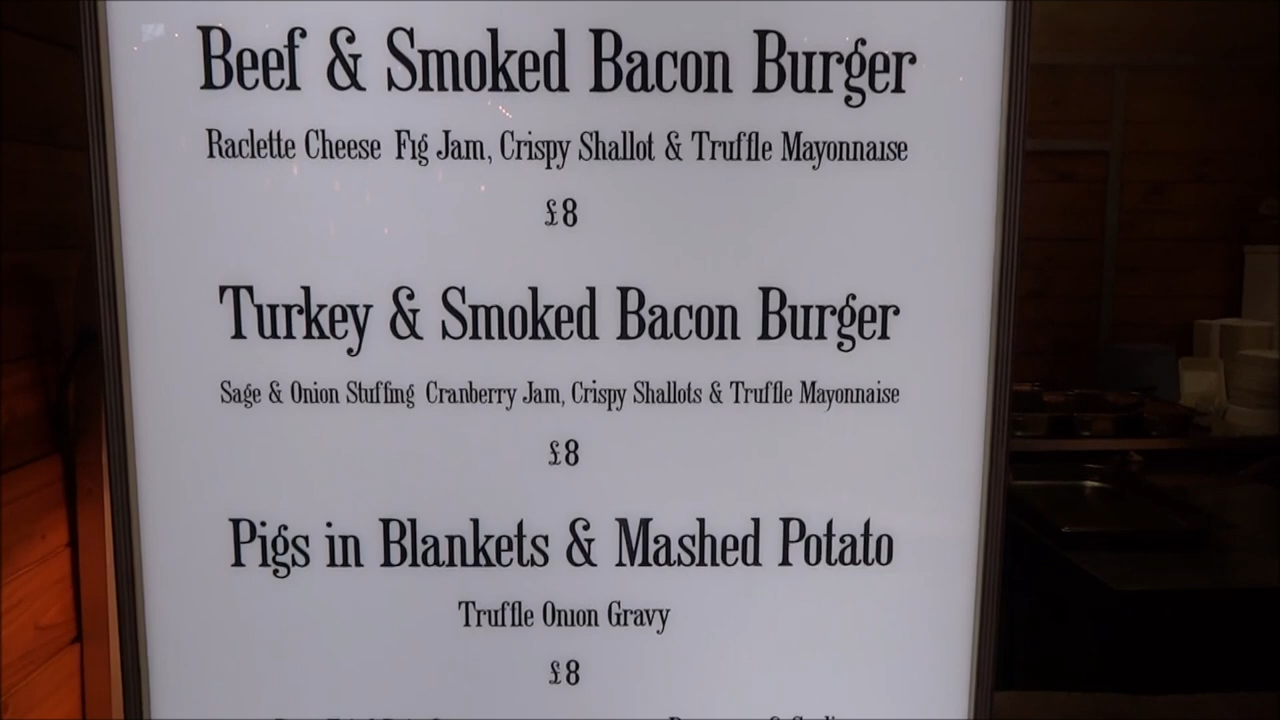 Beef & Smoked Bacon Burger
Raclette Cheese Fig Jam, Crispy Shallot & Truffle Mayonnaise
£8
Turkey & Smoked Bacon Burger
Sage & Onion Stuffing Cranberry Jam, Crispy Shallots & Truffle Mayonnaise
£8
Pigs in Blankets & Mashed Potato
Truffle Onion Gravy
£8